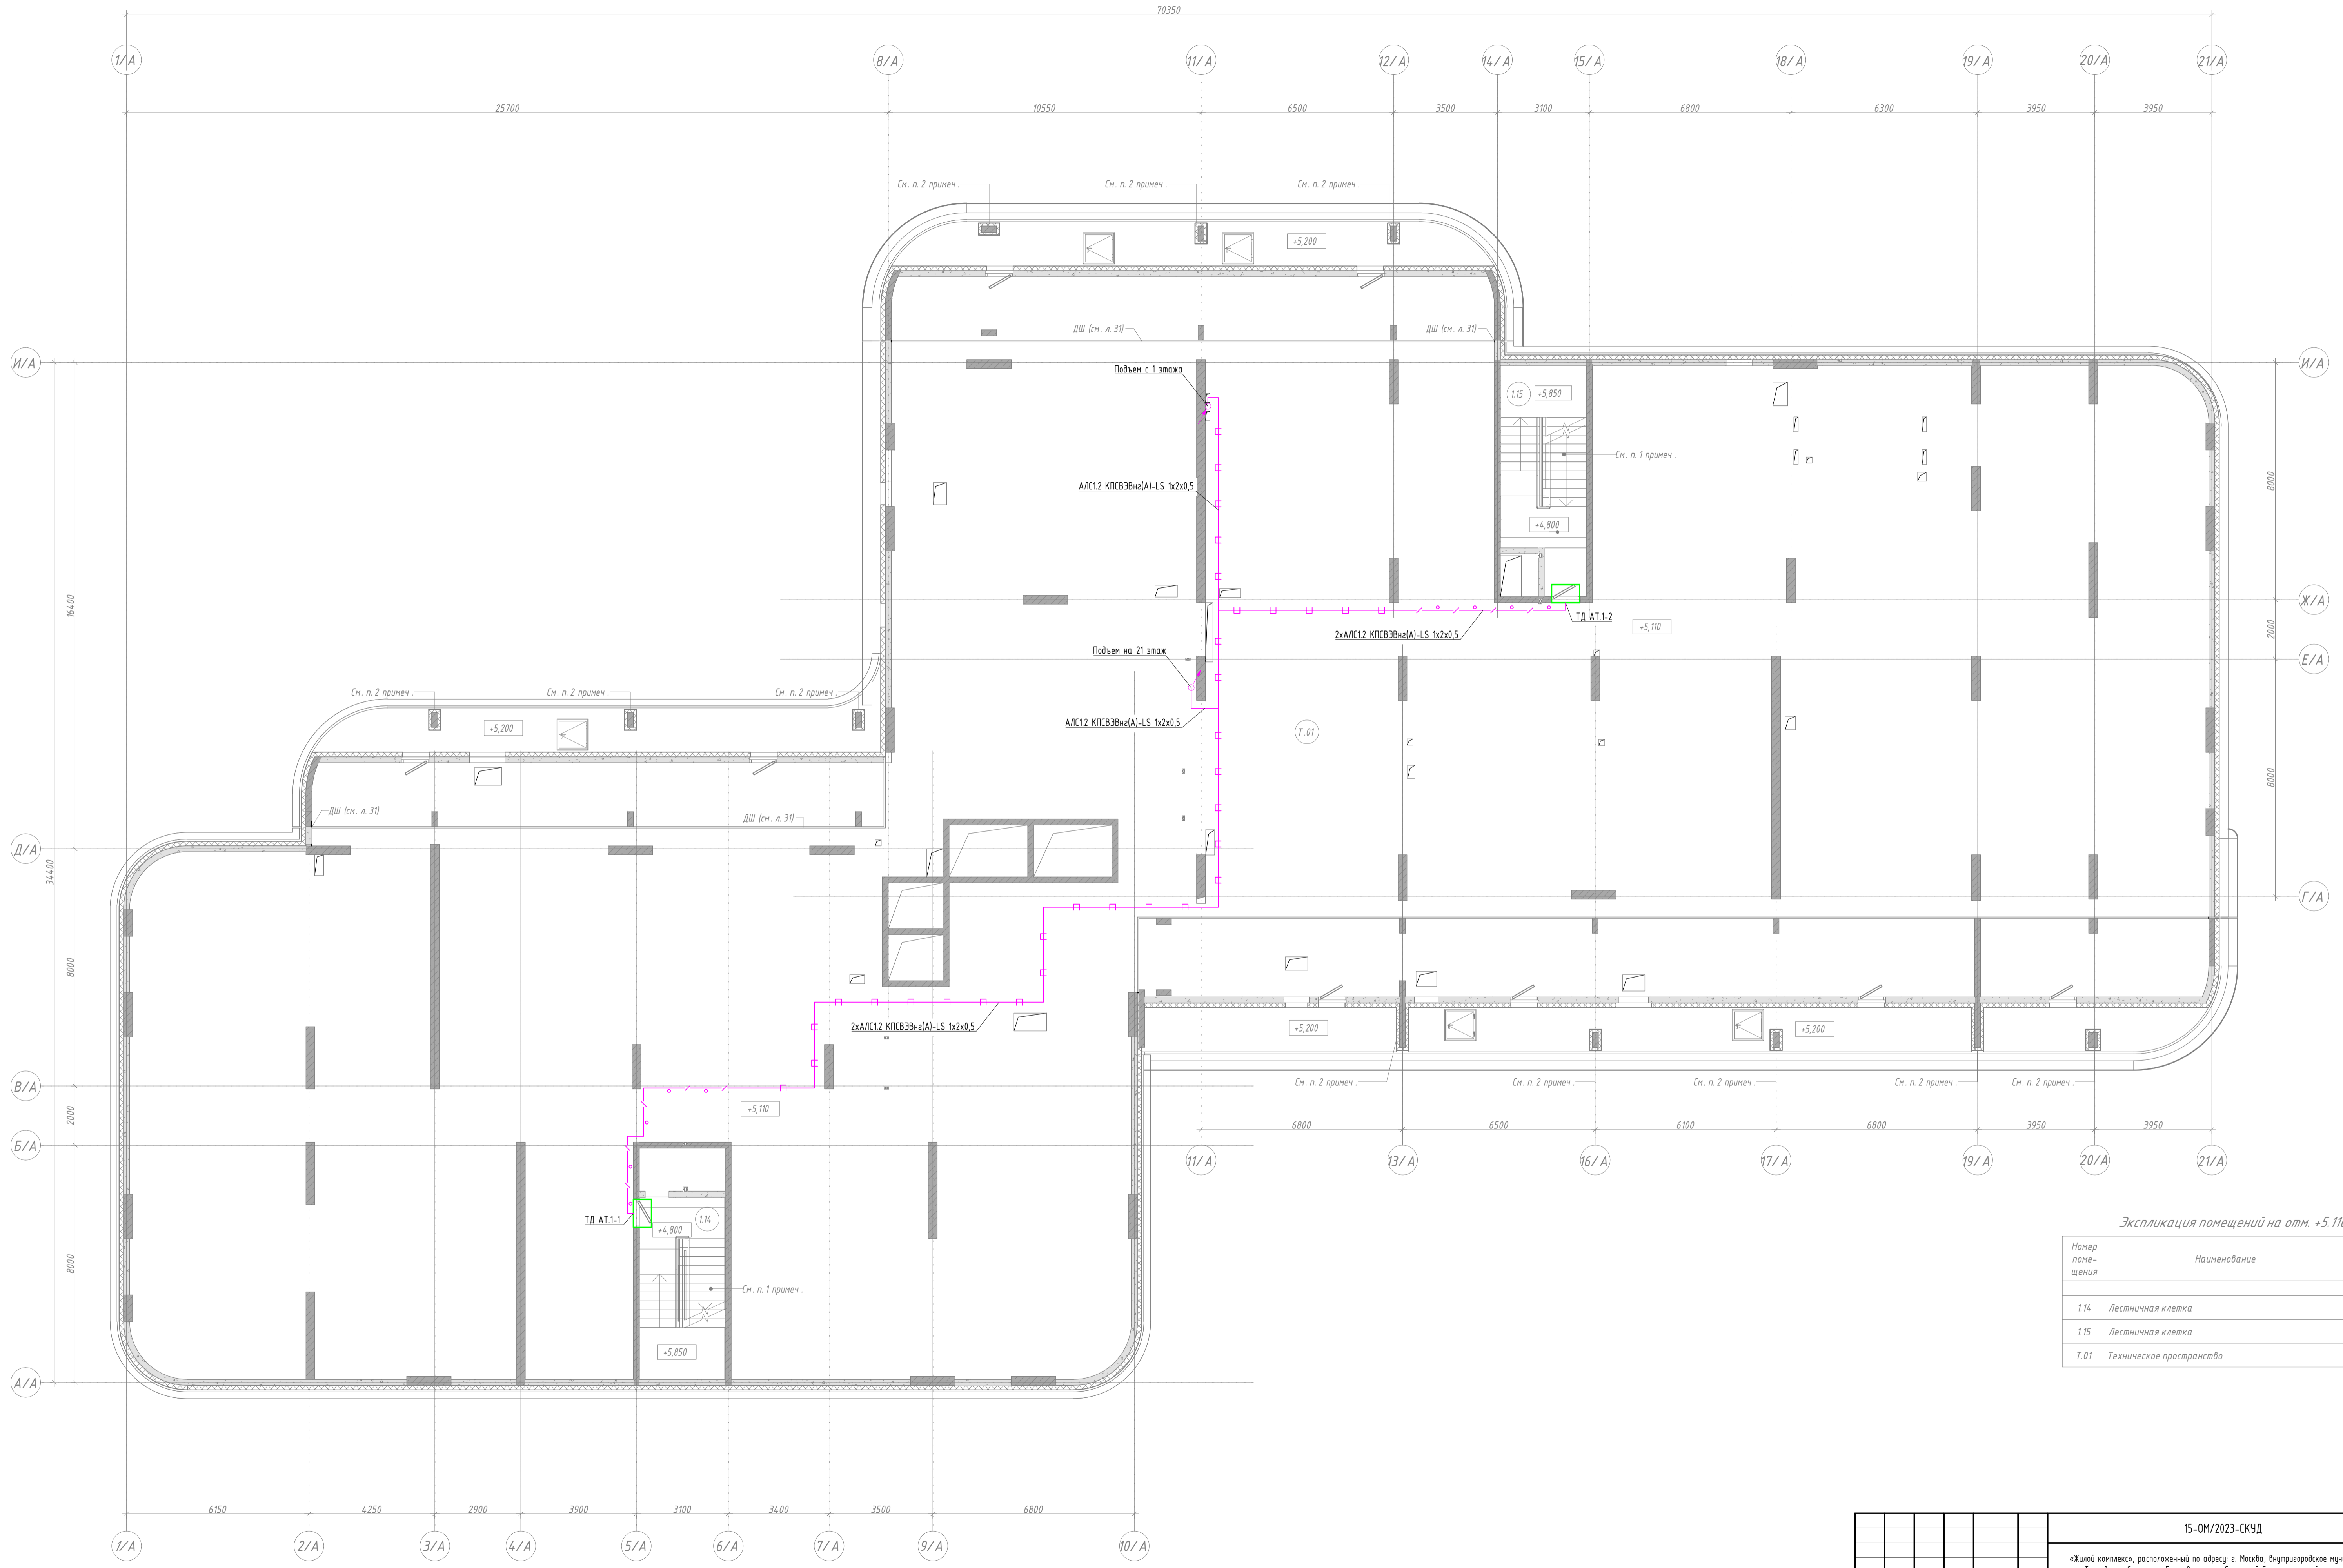 70350
1/А 8/А 11/А 12/А 14/А 15/А 18/А 19/А 20/А 21/А
25700 10550 6500 3500 3100 6800 6300 3950 3950
См. п. 2 примеч. См. п. 2 примеч. См. п. 2 примеч.
+5,200
ДШ (см. л. 31) ДШ (см. л. 31)
И/А И/А
Подъем с 1 этажа
1.15 +5,850
См. п. 1 примеч.
8000
АЛС1.2 КПСВЭВнг(А)-LS 1х2х0,5
+4,800
16400
Ж/А
ТД АТ.1-2
+5,110
2000
2хАЛС1.2 КПСВЭВнг(А)-LS 1х2х0,5
Подъем на 21 этаж
Е/А
См. п. 2 примеч. См. п. 2 примеч. См. п. 2 примеч.
+5,200
АЛС1.2 КПСВЭВнг(А)-LS 1х2х0,5
Т.01
8000
ДШ (см. л. 31)
ДШ (см. л. 31)
Д/А
34400
Г/А
8000
2хАЛС1.2 КПСВЭВнг(А)-LS 1х2х0,5
+5,200 +5,200
В/А
См. п. 2 примеч. См. п. 2 примеч. См. п. 2 примеч. См. п. 2 примеч. См. п. 2 примеч.
+5,110
2000
6800 6500 6100 6800 3950 3950
Б/А
11/А 13/А 16/А 17/А 19/А 20/А 21/А
ТД АТ.1-1
1.14
+4,800
8000
См. п. 1 примеч.
+5,850
А/А
Экспликация помещений на отм. +5.110
Номер
поме-
щения
Наименование
1.14 Лестничная клетка
1.15 Лестничная клетка
Т.01 Техническое пространство
6150 4250 2900 3900 3100 3400 3500 6800
1/А 2/А 3/А 4/А 5/А 6/А 7/А 9/А 10/А
15-ОМ/2023-СКУД
«Жилой комплекс», расположенный по адресу: г. Москва, внутригородское